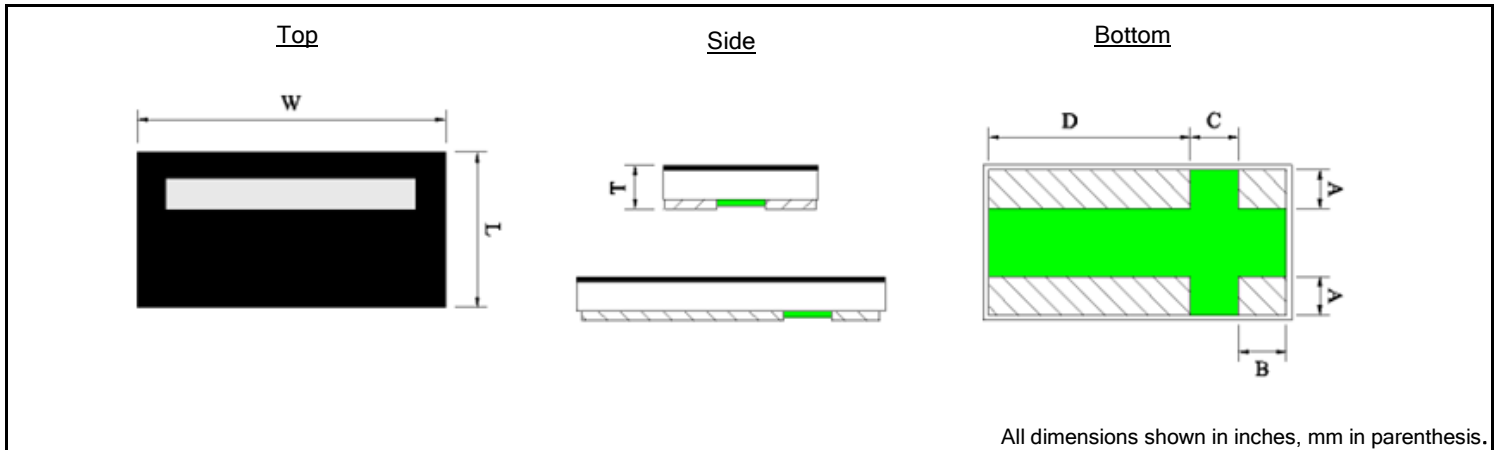 Top
Side
Bottom
W
L
T
D
C
A
A
B
All dimensions shown in inches, mm in parenthesis.